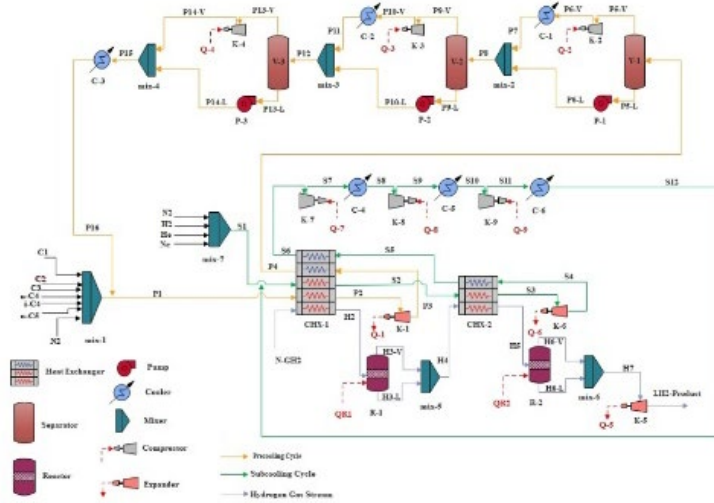 P14-V
P13-V
P10-V
P9-V
P6-V
P5-V
Q-4
K-4
P11
C-2
Q-3
K-3
P7
C-1
Q-2
K-2
P15
C-3
mix-4
V-3
P12
mix-3
V-2
P8
mix-2
V-1
P14-L
P13-L
P-3
P10-L
P9-L
P-2
P6-L
P5-L
P-1
S7
S8
S9
S10
S11
S12
K-7
Q-7
C-4
K-8
Q-8
C-5
K-9
Q-9
C-6
N2
H2
He
Ne
S1
mix-7
P16
S6
P4
S5
C1
C2
C3
n-C4
i-C4
n-C5
N2
mix-1
P1
S2
P2
P3
S3
S4
CHX-1
H2
Q-1
K-1
CHX-2
Q-6
K-6
N-GH2
H3-V
H4
H5
H6-V
H7
QR1
R-1
H3-L
mix-5
QR2
R-2
H6-L
mix-6
Q-5
K-5
LH2-Product
Heat Exchanger
Pump
Cooler
Separator
Mixer
Compressor
Reactor
Expander
Precooling Cycle
Subcooling Cycle
Hydrogen Gas Stream